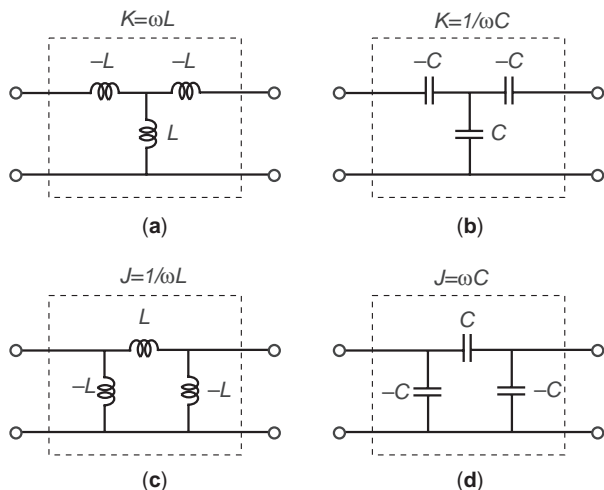 K=ωL
–L –L
L
(a)
K=1/ωC
–C –C
C
(b)
J=1/ωL
L
–L –L
(c)
J=ωC
C
–C –C
(d)